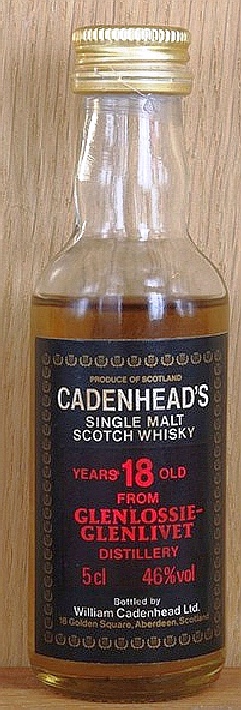 PRODUCE OF SCOTLAND
CADENHEAD'S
SINGLE MALT
SCOTCH WHISKY
YEARS 18 OLD
FROM
GLENLOSSIE-
GLENLIVET
DISTILLERY
5cl 46%vol
Bottled by
William Cadenhead Ltd.
18 Golden Square, Aberdeen, Scotland